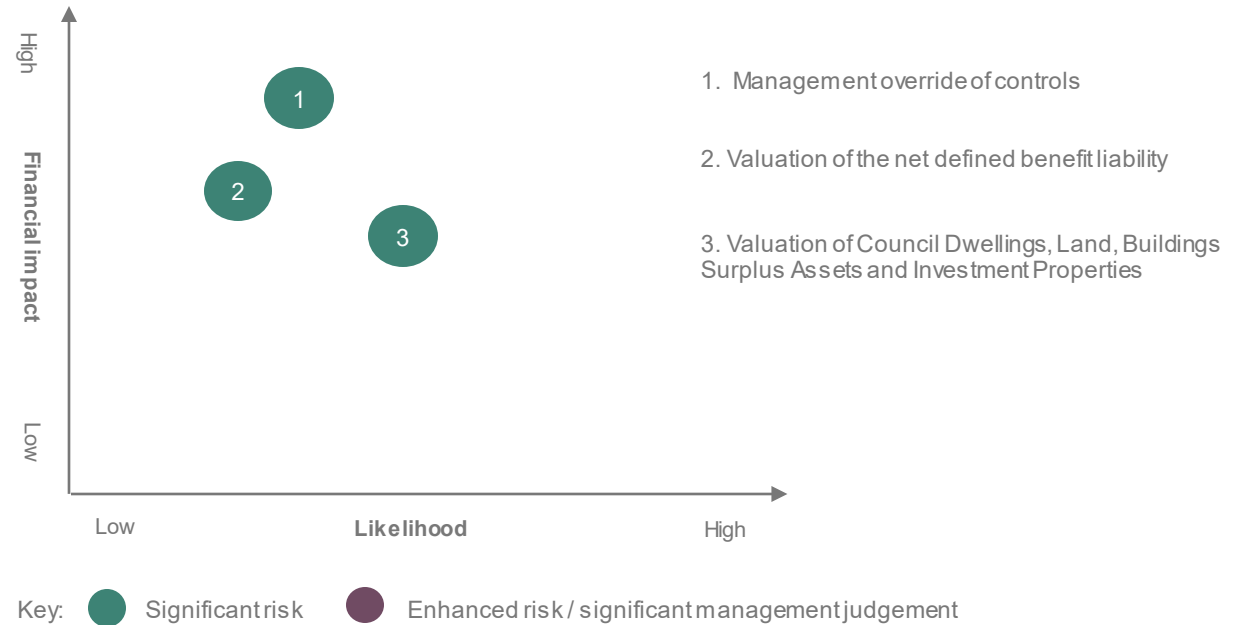 High
Financial impact
Low
1
2
3
1. Management override of controls
2. Valuation of the net defined benefit liability
3. Valuation of Council Dwellings, Land, Buildings
Surplus Assets and Investment Properties
Low
Likelihood
High
Key:
Significant risk
Enhanced risk / significant management judgement